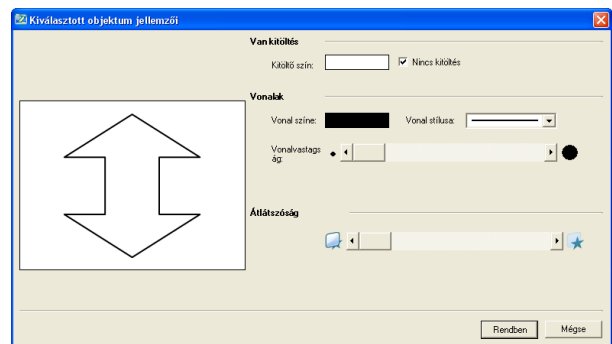 Kiválasztott objektum jellemzői
Van kitöltés
Kitöltő szín:
Nincs kitöltés
Vonalak
Vonal színe:
Vonal stílusa:
Vonalvastags
ág:
Átlátszóság
Rendben
Mégse